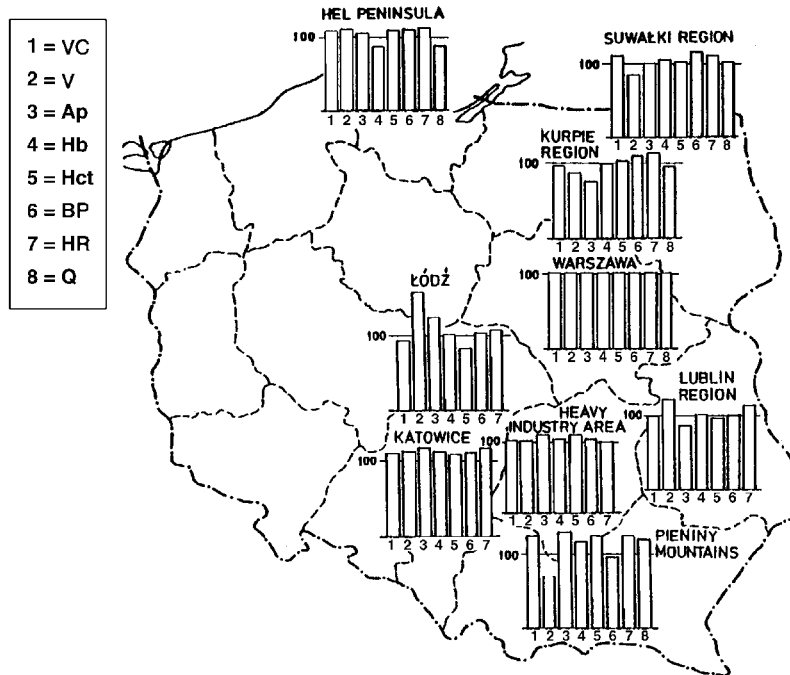 1 = VC
2 = V
3 = Ap
4 = Hb
5 = Hct
6 = BP
7 = HR
8 = Q
HEL PENINSULA
100
1 2 3 4 5 6 7 8
SUWAŁKI REGION
100
1 2 3 4 5 6 7 8
KURPIE
REGION
100
1 2 3 4 5 6 7 8
WARSZAWA
100
1 2 3 4 5 6 7 8
ŁÓDŹ
100
1 2 3 4 5 6 7
LUBLIN
REGION
100
1 2 3 4 5 6 7
HEAVY
INDUSTRY AREA
100
1 2 3 4 5 6 7
KATOWICE
100
1 2 3 4 5 6 7
PIENINY
MOUNTAINS
100
1 2 3 4 5 6 7 8